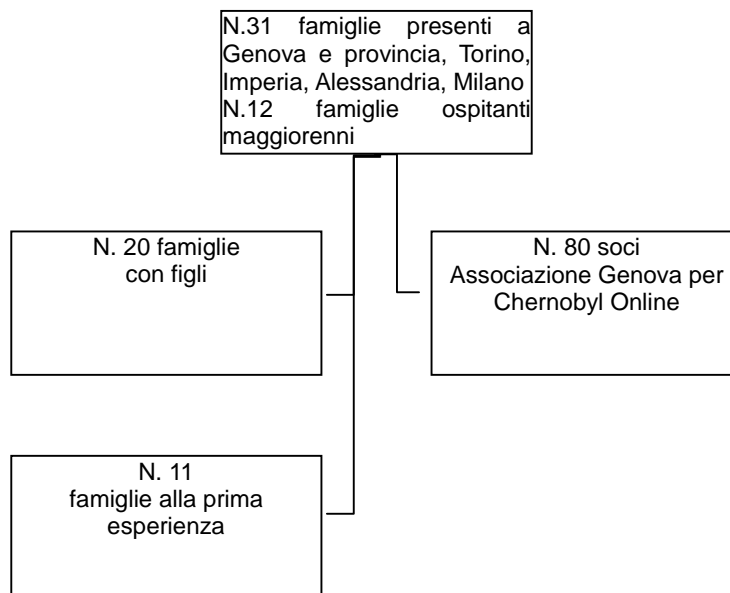 N.31 famiglie presenti a
Genova e provincia, Torino,
Imperia, Alessandria, Milano
N.12 famiglie ospitanti
maggiorenni
N. 20 famiglie
con figli
N. 80 soci
Associazione Genova per
Chernobyl Online
N. 11
famiglie alla prima
esperienza